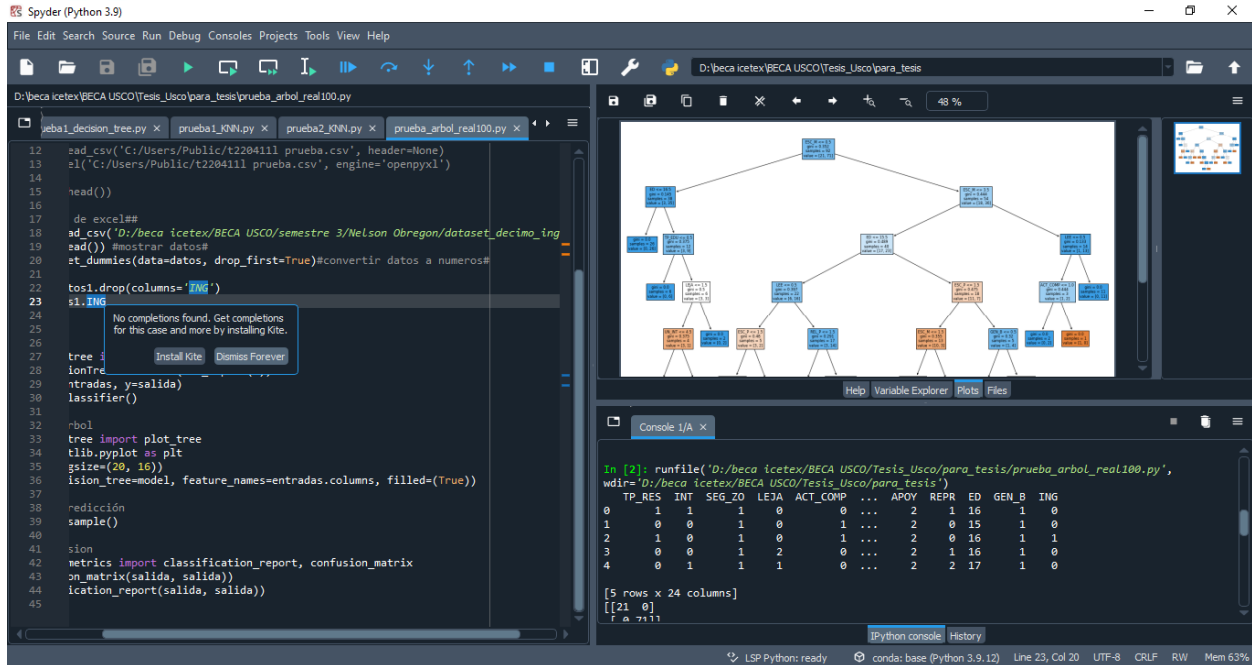 Spyder (Python 3.9)
File Edit Search Source Run Debug Consoles Projects Tools View Help
D:\beca icetex\BECA USCO\Tesis_Usco\para_tesis
D:\beca icetex\BECA USCO\Tesis_Usco\para_tesis\prueba_arbol_real100.py
ueba1_decision_tree.py
prueba1_KNN.py
prueba2_KNN.py
prueba_arbol_real100.py
12 ead_csv('C:/Users/Public/t220411l prueba.csv', header=None)
13 el('C:/Users/Public/t220411l prueba.csv', engine='openpyxl')
14
15 head())
16
17 de excel##
18 ad_csv('D:/beca icetex/BECA USCO/semestre 3/Nelson Obregon/dataset_decimo_ing
19 ead()) #mostrar datos#
20 et_dummies(data=datos, drop_first=True)#convertir datos a numeros#
21
22 tos1.drop(columns='ING')
23 s1.ING
24
25
26
27 tree i
28 ionTre
29 ntradas, y=salida)
30 lassifier()
31
32 rbol
33 tree import plot_tree
34 tlib.pyplot as plt
35 gsize=(20, 16))
36 ision_tree=model, feature_names=entradas.columns, filled=(True))
37
38 redicción
39 sample()
40
41 sion
42 metrics import classification_report, confusion_matrix
43 on_matrix(salida, salida))
44 ication_report(salida, salida))
45
No completions found. Get completions
for this case and more by installing Kite.
Install Kite Dismiss Forever
48 %
Help Variable Explorer Plots Files
Console 1/A
In [2]: runfile('D:/beca icetex/BECA USCO/Tesis_Usco/para_tesis/prueba_arbol_real100.py',
wdir='D:/beca icetex/BECA USCO/Tesis_Usco/para_tesis')
TP_RES INT SEG_ZO LEJA ACT_COMP ... APOY REPR ED GEN_B ING
0 1 1 1 0 0 ... 2 1 16 1 0
1 0 0 1 0 1 ... 2 0 15 1 0
2 1 0 1 0 1 ... 2 0 16 1 1
3 0 0 1 2 0 ... 2 1 16 1 0
4 0 1 1 1 0 ... 2 2 17 1 0
[5 rows x 24 columns]
[[21 0]
[ 0 71]]
IPython console History
LSP Python: ready
conda: base (Python 3.9.12)
Line 23, Col 20
UTF-8
CRLF
RW
Mem 63%